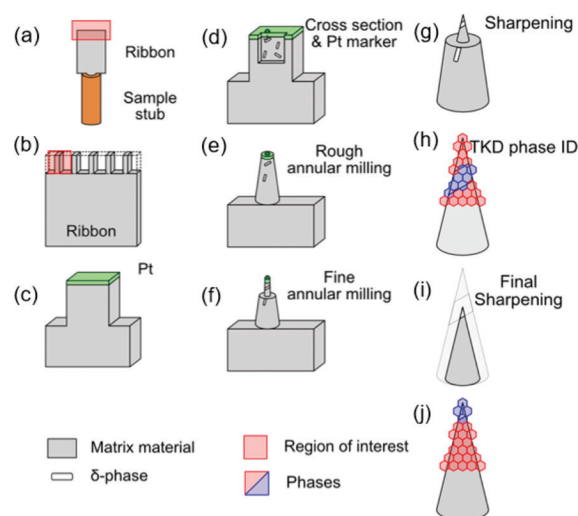 (a)
Ribbon
Sample
stub
(b)
Ribbon
(c)
Pt
(d)
Cross section
& Pt marker
(e)
Rough
annular milling
(f)
Fine
annular milling
(g)
Sharpening
(h)
TKD phase ID
(i)
Final
Sharpening
(j)
Matrix material
δ-phase
Region of interest
Phases